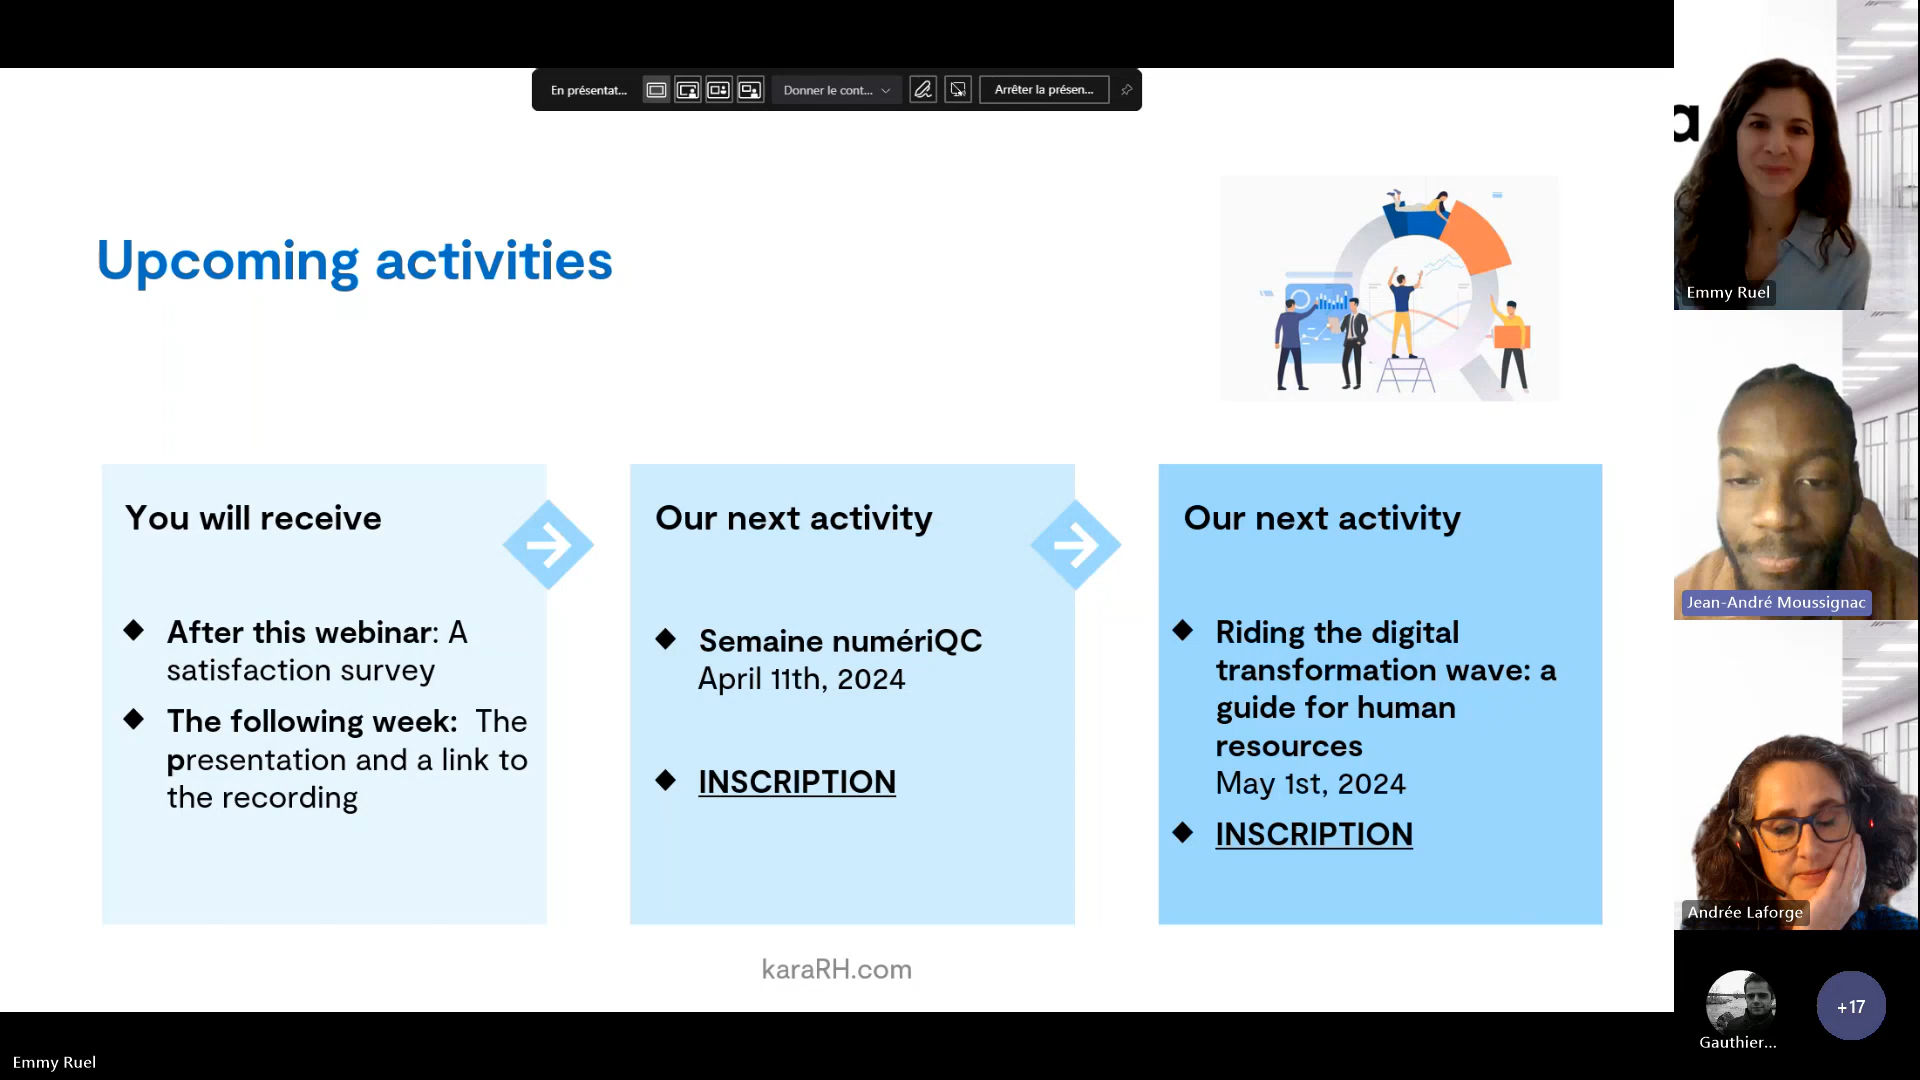 En présentat...
Donner le cont...
Arrêter la présen...
Upcoming activities
You will receive
After this webinar: A
satisfaction survey
The following week: The
presentation and a link to
the recording
Our next activity
Semaine numériQC
April 11th, 2024
INSCRIPTION
Our next activity
Riding the digital
transformation wave: a
guide for human
resources
May 1st, 2024
INSCRIPTION
karaRH.com
a
Emmy Ruel
Jean-André Moussignac
Andrée Laforge
Gauthier...
+17
Emmy Ruel